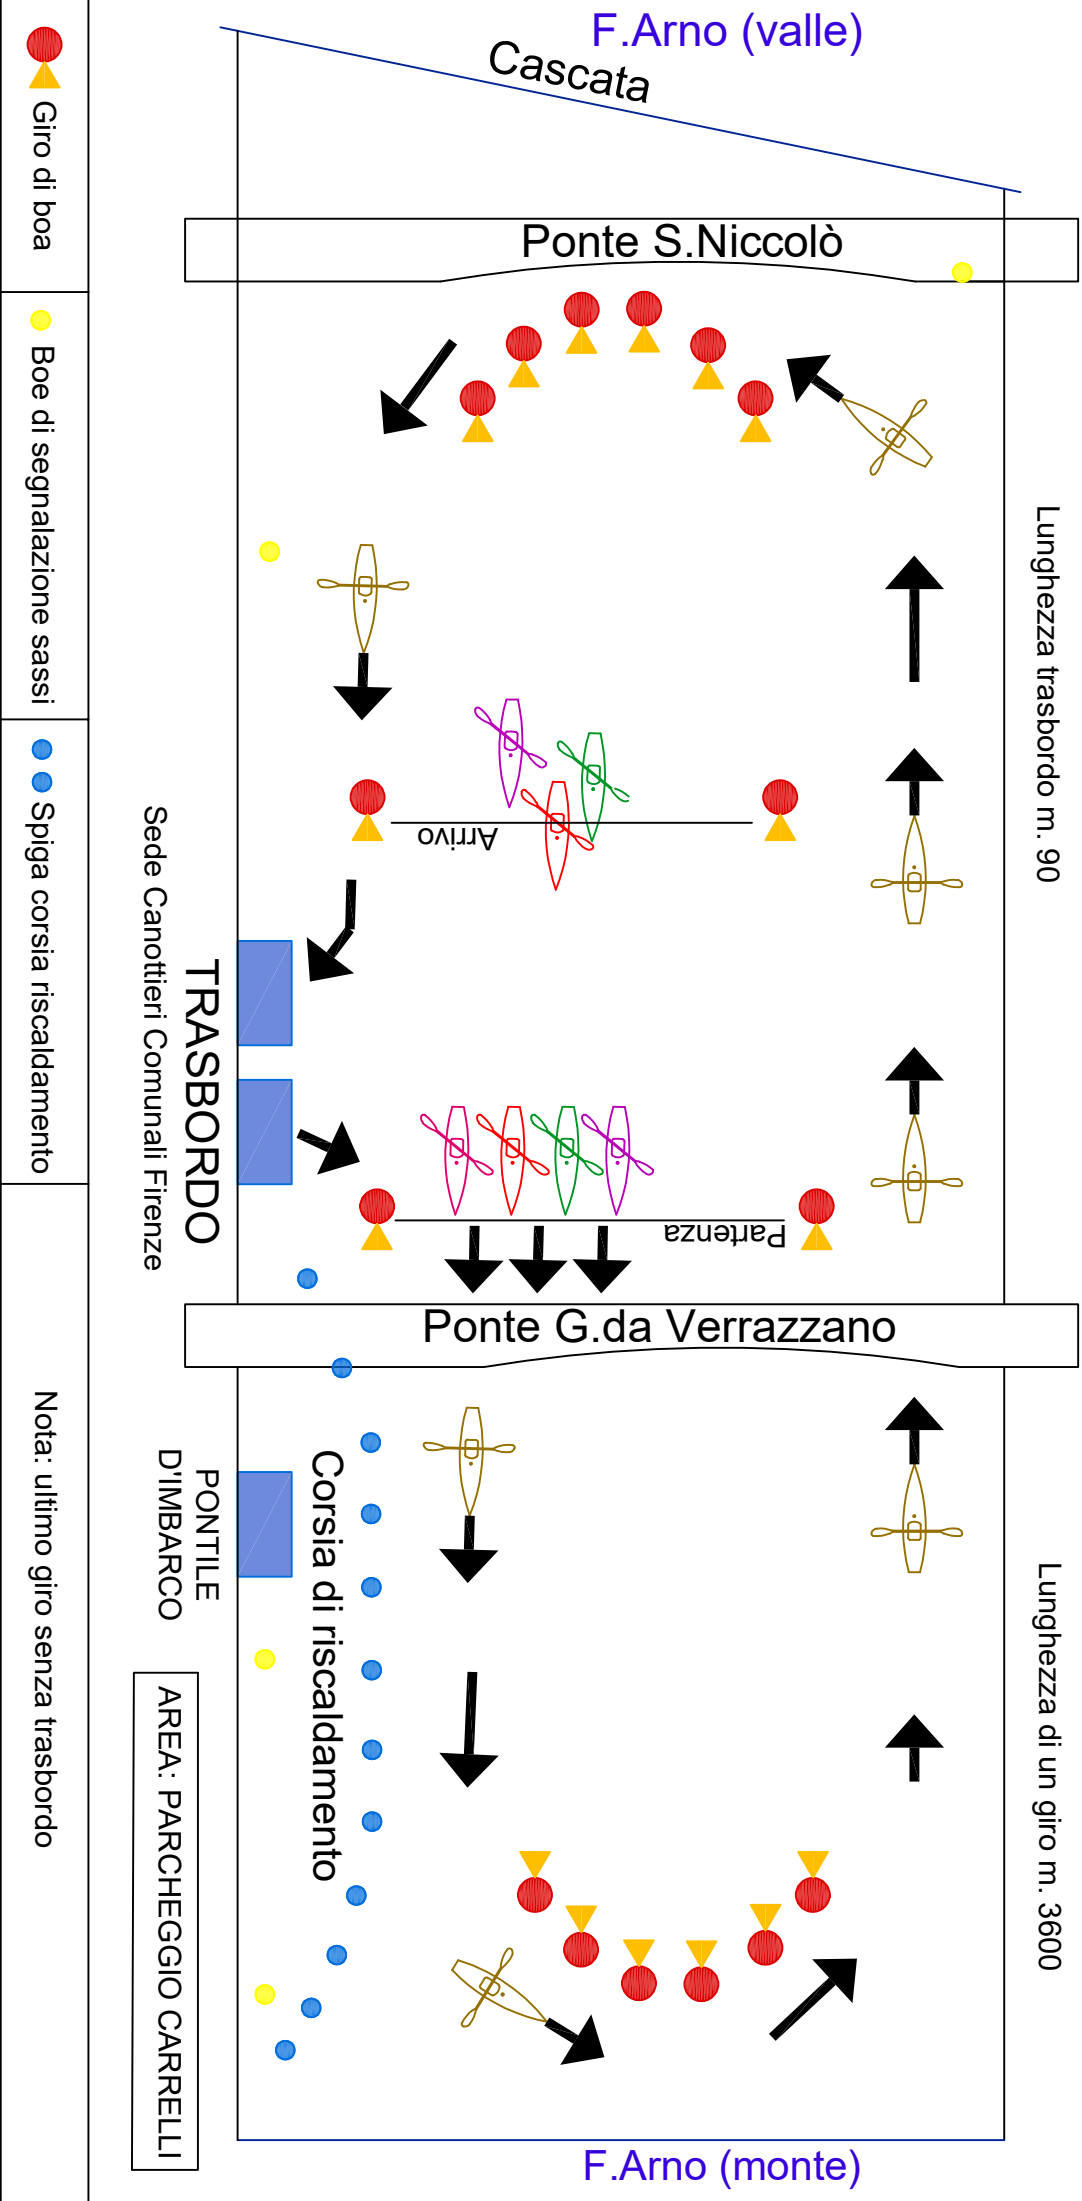 F.Arno (valle)
Cascata
Ponte S.Niccolò
Lunghezza trasbordo m. 90
Arrivo
TRASBORDO
Sede Canottieri Comunali Firenze
Partenza
Ponte G.da Verrazzano
Lunghezza di un giro m. 3600
Corsia di riscaldamento
PONTILE
D'IMBARCO
AREA: PARCHEGGIO CARRELLI
F.Arno (monte)
Giro di boa
Boe di segnalazione sassi
Spiga corsia riscaldamento
Nota: ultimo giro senza trasbordo